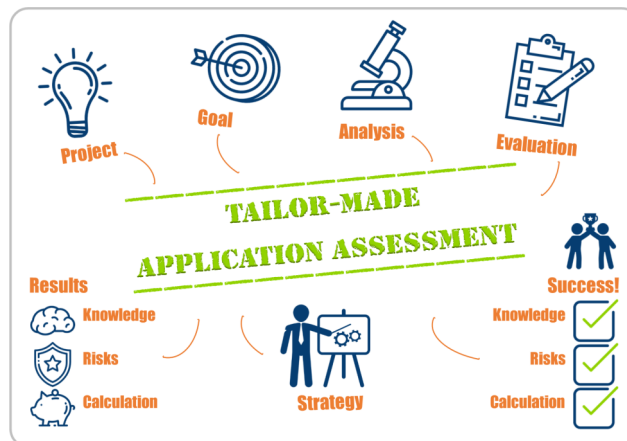 Project
Goal
Analysis
Evaluation
TAILOR-MADE
APPLICATION ASSESSMENT
Results
Knowledge
Risks
Calculation
Strategy
Success!
Knowledge
Risks
Calculation